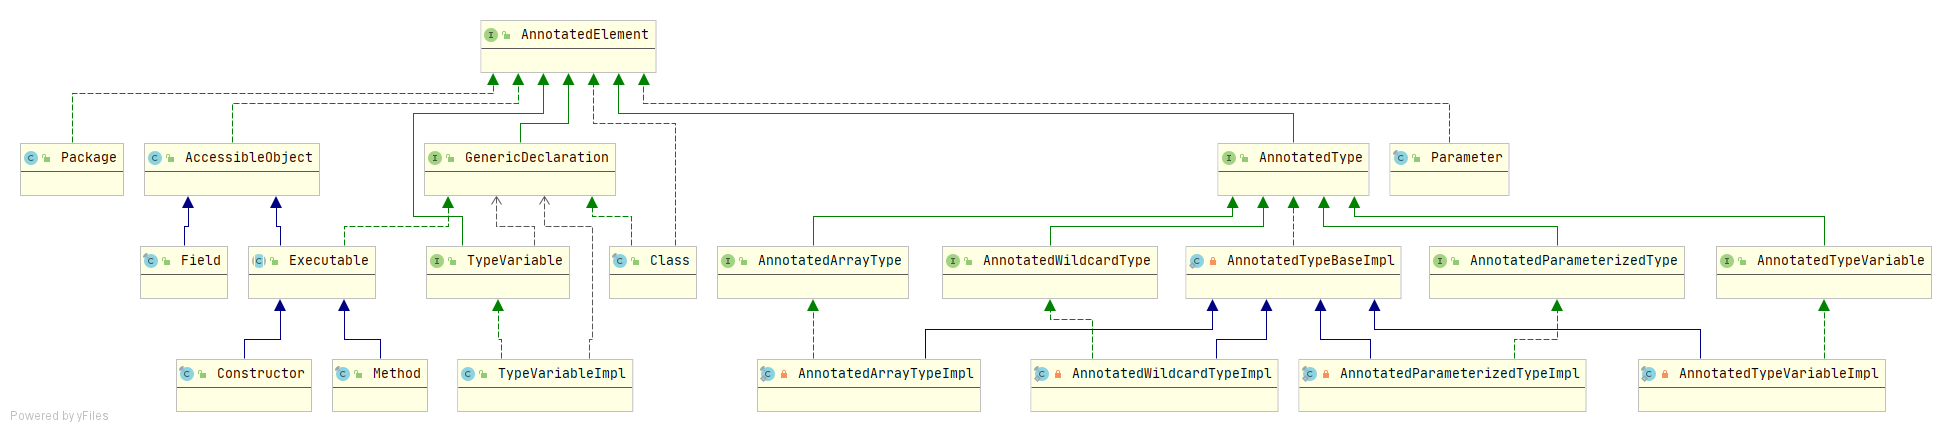 AnnotatedElement
Package
AccessibleObject
GenericDeclaration
AnnotatedType
Parameter
Field
Executable
TypeVariable
Class
AnnotatedArrayType
AnnotatedWildcardType
AnnotatedTypeBaseImpl
AnnotatedParameterizedType
AnnotatedTypeVariable
Constructor
Method
TypeVariableImpl
AnnotatedArrayTypeImpl
AnnotatedWildcardTypeImpl
AnnotatedParameterizedTypeImpl
AnnotatedTypeVariableImpl
Powered by yFiles